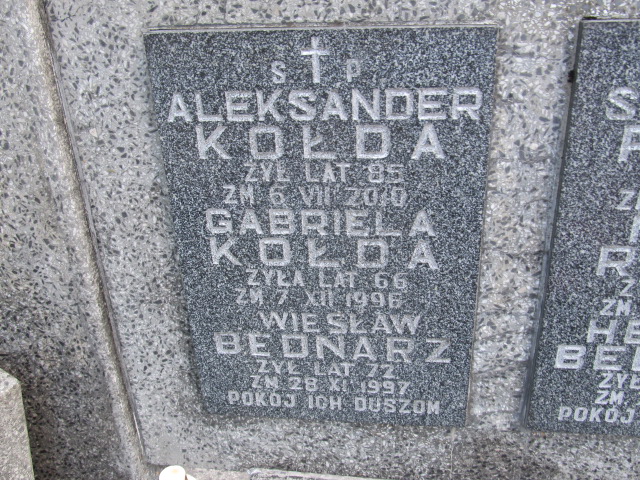 S P
ALEKSANDER
KOŁDA
ŻYŁ LAT 85
ZM 6 VII 2010
GABRIELA
KOŁDA
ŻYŁA LAT 66
ZM 7 XII 1996
WIESŁAW
BEDNARZ
ŻYŁ LAT 72
ZM 28 XI 1997
POKÓJ ICH DUSZOM